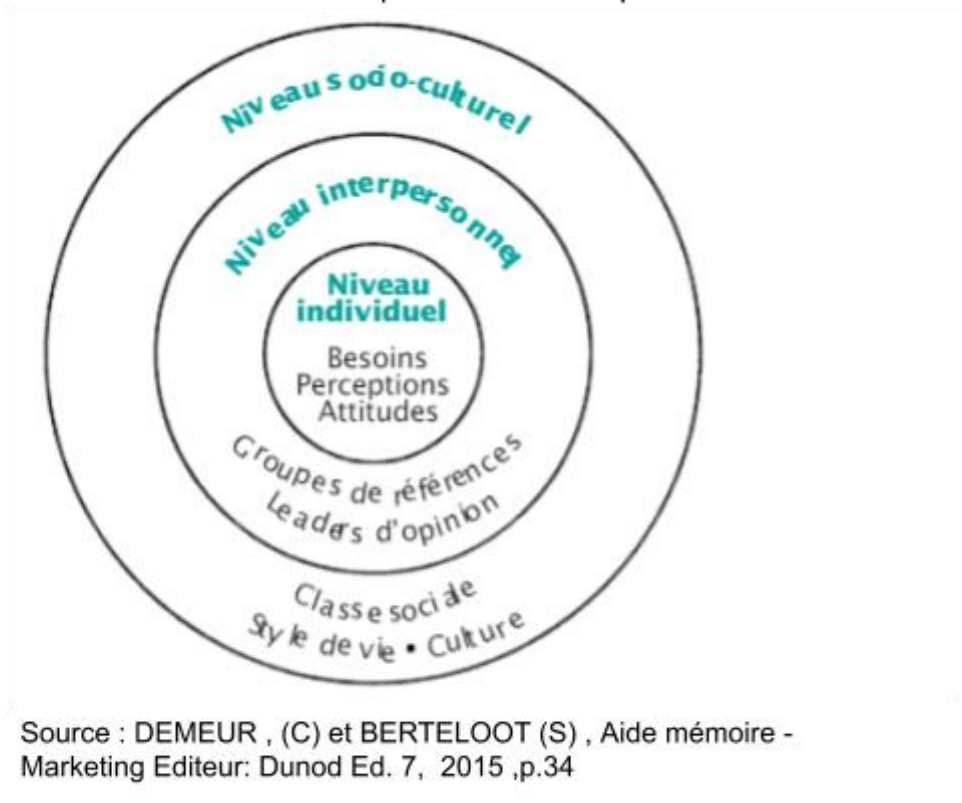 Niveau socio-culturel
Niveau interpersonnel
Niveau
individuel
Besoins
Perceptions
Attitudes
Groupes de références
Leaders d'opinion
Classe sociale
Style de vie • Culture
Source : DEMEUR , (C) et BERTELOOT (S) , Aide mémoire -
Marketing Editeur: Dunod Ed. 7, 2015 ,p.34